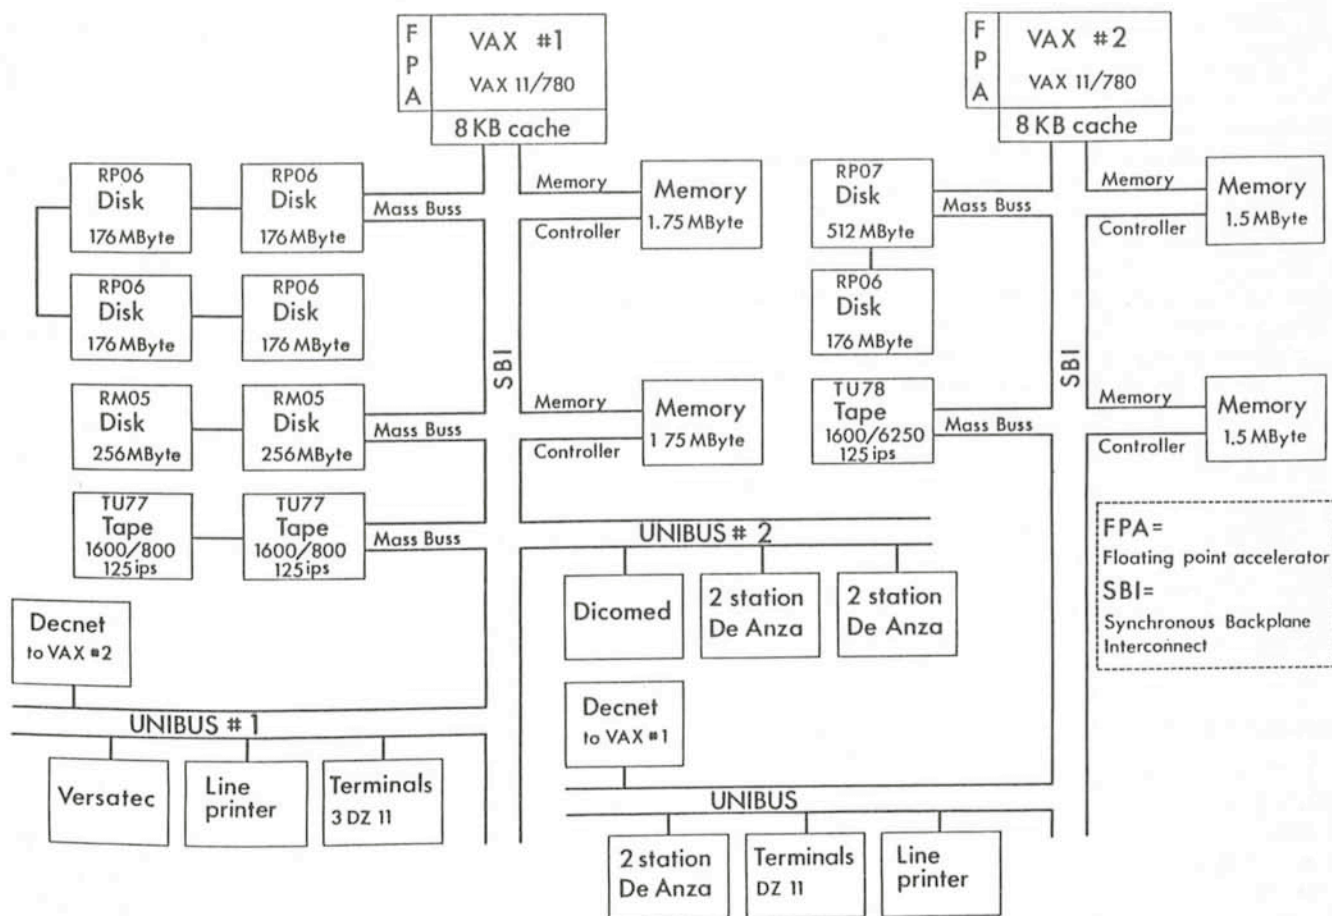 F
P
A
VAX #1
VAX 11/780
8 KB cache
F
P
A
VAX #2
VAX 11/780
8 KB cache
RP06
Disk
176 MByte
RP06
Disk
176 MByte
Mass Buss
Memory
Controller
Memory
1.75 MByte
RP07
Disk
512 MByte
Mass Buss
Memory
Controller
Memory
1.5 MByte
RP06
Disk
176 MByte
RP06
Disk
176 MByte
RP06
Disk
176 MByte
SBI
SBI
RM05
Disk
256 MByte
RM05
Disk
256 MByte
Mass Buss
Memory
Controller
Memory
1 75 MByte
TU78
Tape
1600/6250
125 ips
Mass Buss
Memory
Controller
Memory
1.5 MByte
TU77
Tape
1600/800
125 ips
TU77
Tape
1600/800
125 ips
Mass Buss
UNIBUS # 2
FPA=
Floating point accelerator
SBI=
Synchronous Backplane
Interconnect
Dicomed
2 station
De Anza
2 station
De Anza
Decnet
to VAX #2
UNIBUS # 1
Decnet
to VAX #1
Versatec
Line
printer
Terminals
3 DZ 11
UNIBUS
2 station
De Anza
Terminals
DZ 11
Line
printer